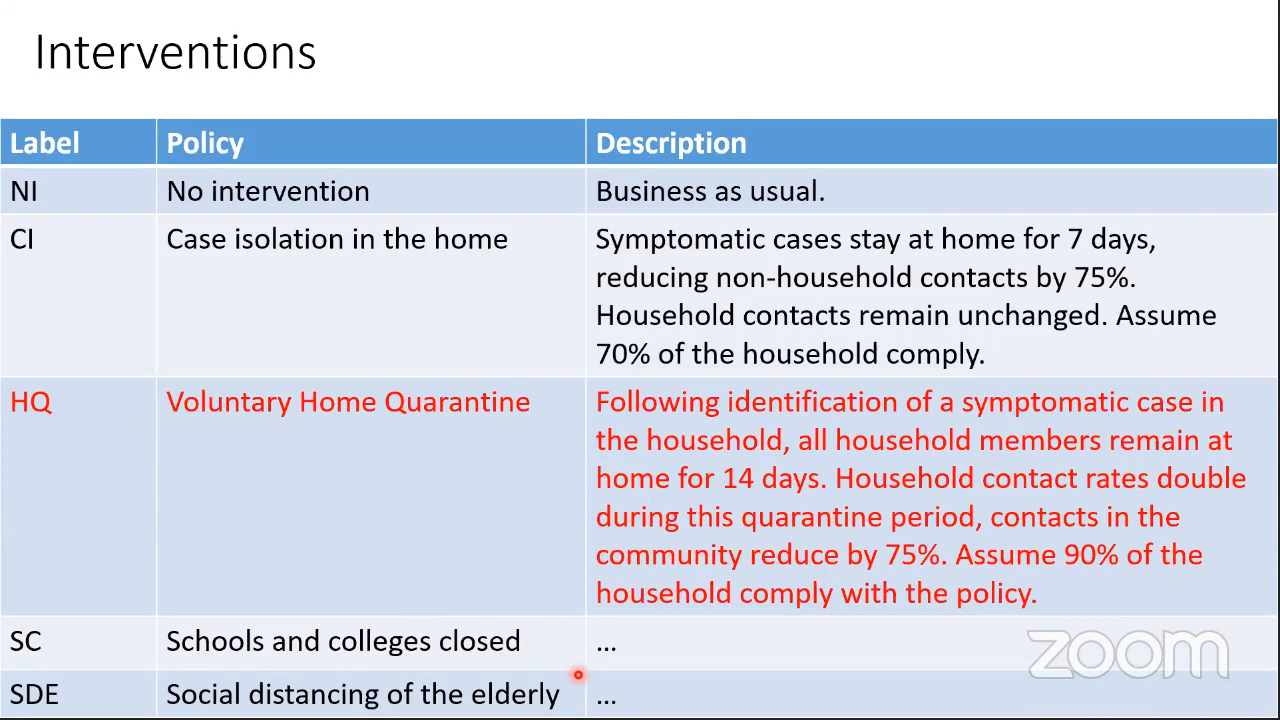 Interventions
Label Policy Description
NI No intervention Business as usual.
CI Case isolation in the home Symptomatic cases stay at home for 7 days,
reducing non-household contacts by 75%.
Household contacts remain unchanged. Assume
70% of the household comply.
HQ Voluntary Home Quarantine Following identification of a symptomatic case in
the household, all household members remain at
home for 14 days. Household contact rates double
during this quarantine period, contacts in the
community reduce by 75%. Assume 90% of the
household comply with the policy.
SC Schools and colleges closed ...
zoom
SDE Social distancing of the elderly ...